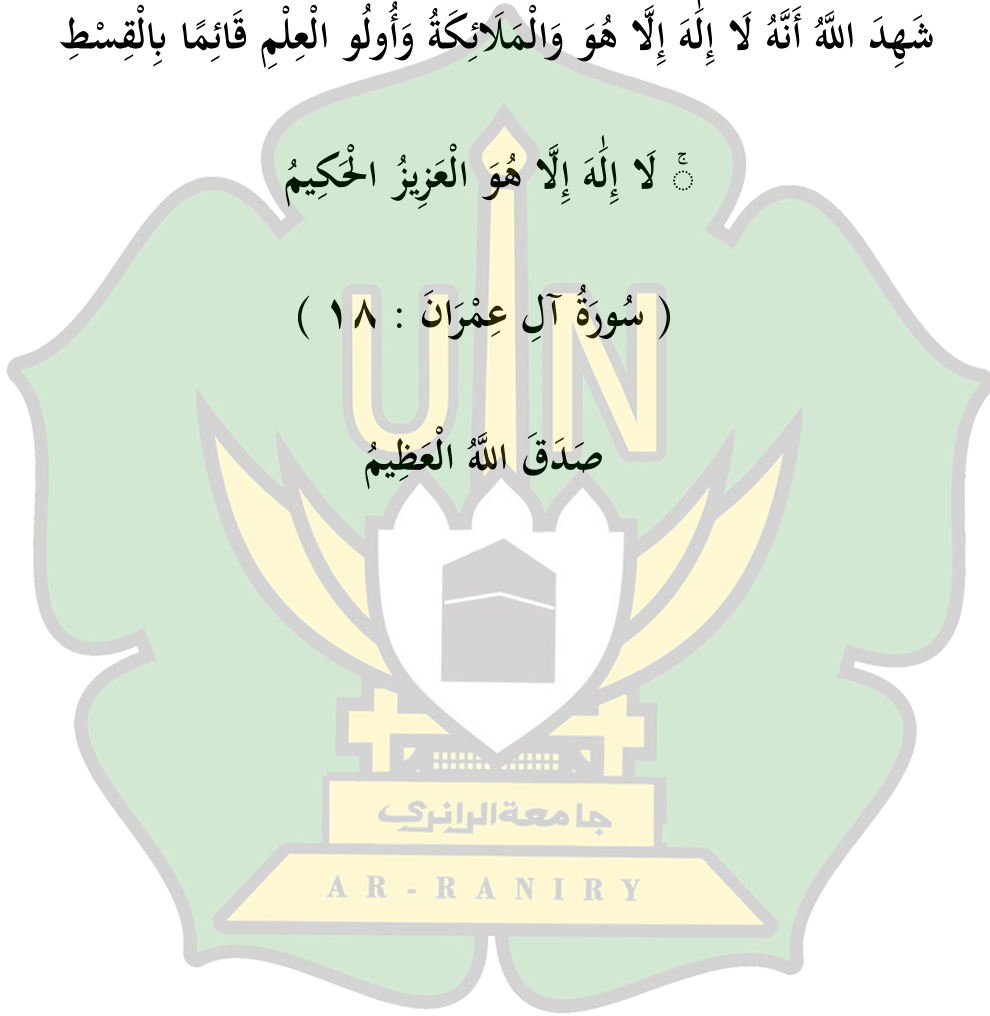 شَهِدَ اللَّهُ أَنَّهُ لَا إِلَٰهَ إِلَّا هُوَ وَالْمَلَائِكَةُ وَأُولُو الْعِلْمِ قَائِمًا بِالْقِسْطِ
ۚ لَا إِلَٰهَ إِلَّا هُوَ الْعَزِيزُ الْحَكِيمُ
( سُورَةُ آلِ عِمْرَانَ : ١٨ )
UIN
صَدَقَ اللَّهُ الْعَظِيمُ
جامعة الرانري
AR-RANIRY